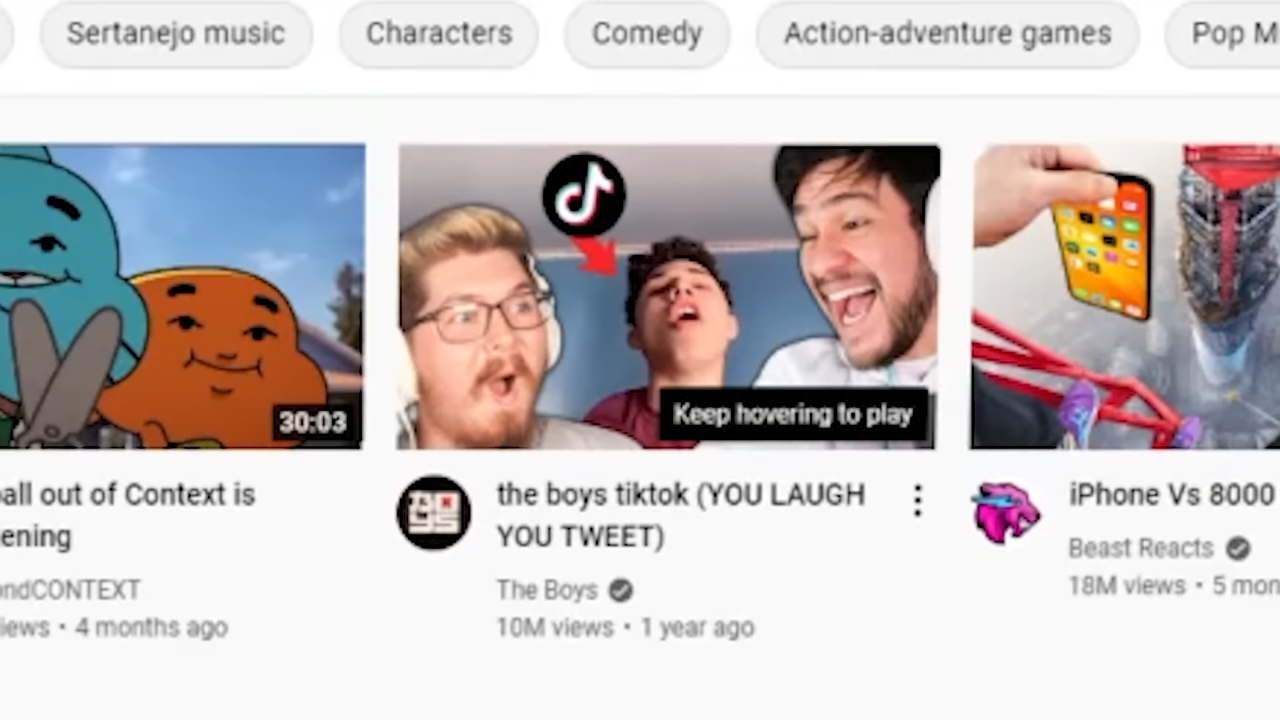 Sertanejo music
Characters
Comedy
Action-adventure games
Pop M
30:03
Keep hovering to play
all out of Context is
ening
the boys tiktok (YOU LAUGH
YOU TWEET)
iPhone Vs 8000
ondCONTEXT
iews • 4 months ago
The Boys
10M views • 1 year ago
Beast Reacts
18M views • 5 mon